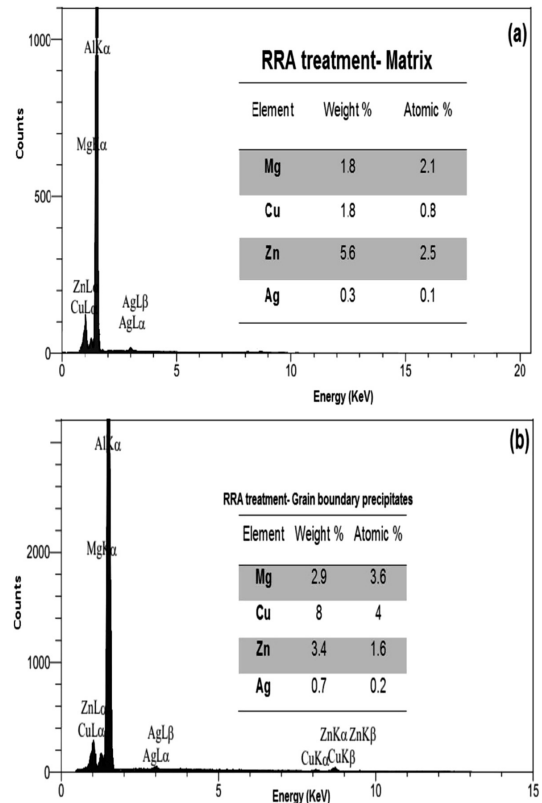 (a)
1000
500
0
Counts
AlKα
MgKα
ZnLα
CuLα
AgLβ
AgLα
RRA treatment- Matrix
Element Weight % Atomic %
Mg 1.8 2.1
Cu 1.8 0.8
Zn 5.6 2.5
Ag 0.3 0.1
0 5 10 15 20
Energy (KeV)
(b)
2000
1000
0
Counts
AlKα
MgKα
ZnLα
CuLα
AgLβ
AgLα
RRA treatment- Grain boundary precipitates
Element Weight % Atomic %
Mg 2.9 3.6
Cu 8 4
Zn 3.4 1.6
Ag 0.7 0.2
ZnKα ZnKβ
CuKα CuKβ
0 5 10 15
Energy (KeV)